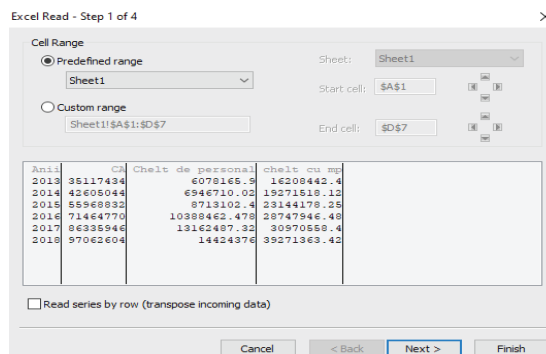 Excel Read - Step 1 of 4
Cell Range
Predefined range
Sheet1
Custom range
Sheet1!$A$1:$D$7
Sheet: Sheet1
Start cell: $A$1
End cell: $D$7
Anii CA Chelt de personal chelt cu mp
2013 35117434 6078165.9 16208442.4
2014 42605044 6946710.02 19271518.12
2015 55968832 8713102.4 23144178.25
2016 71464770 10388462.478 28747946.48
2017 86335946 13162487.32 30970558.4
2018 97062604 14424376 39271363.42
Read series by row (transpose incoming data)
Cancel < Back Next > Finish